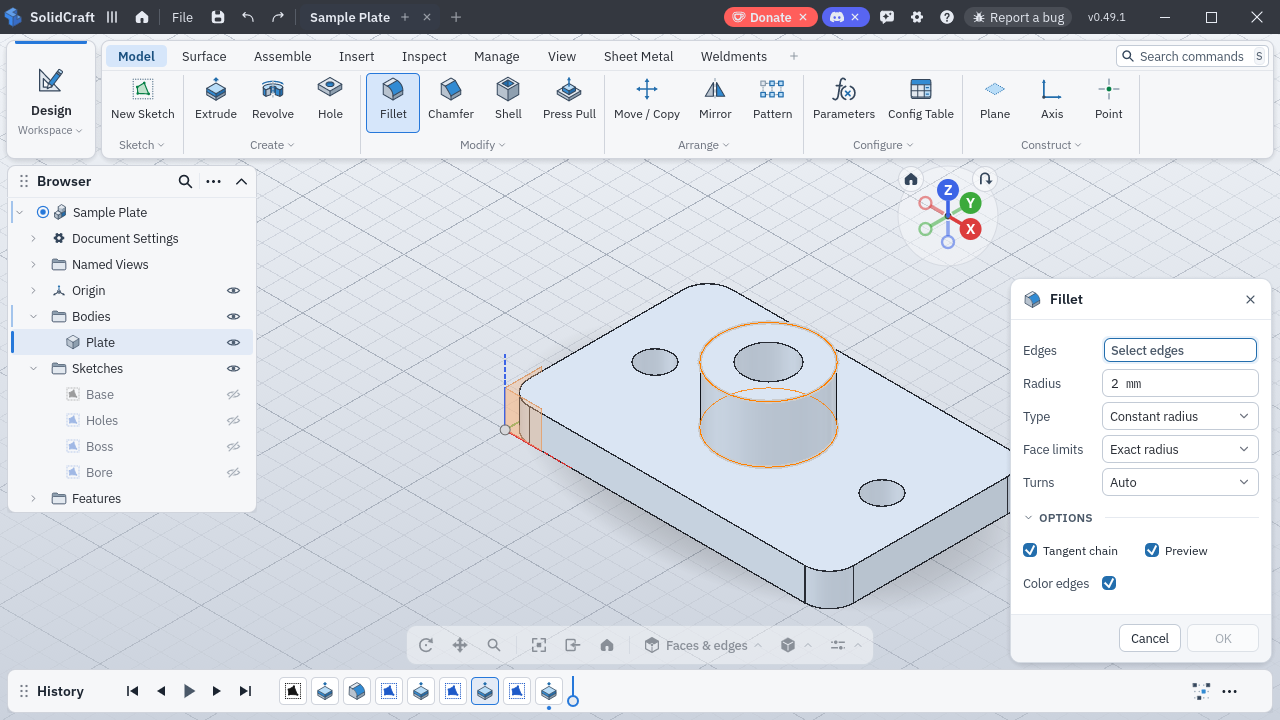 SolidCraft
File
Sample Plate
Donate
Report a bug
v0.49.1
Design
Workspace
Model
Surface
Assemble
Insert
Inspect
Manage
View
Sheet Metal
Weldments
Search commands
S
New Sketch
Extrude
Revolve
Hole
Fillet
Chamfer
Shell
Press Pull
Move / Copy
Mirror
Pattern
Parameters
Config Table
Plane
Axis
Point
Sketch
Create
Modify
Arrange
Configure
Construct
Browser
Sample Plate
Document Settings
Named Views
Origin
Bodies
Plate
Sketches
Base
Holes
Boss
Bore
Features
Z
Y
X
Fillet
Edges
Select edges
Radius
2 mm
Type
Constant radius
Face limits
Exact radius
Turns
Auto
OPTIONS
Tangent chain
Preview
Color edges
Cancel
OK
Faces & edges
History